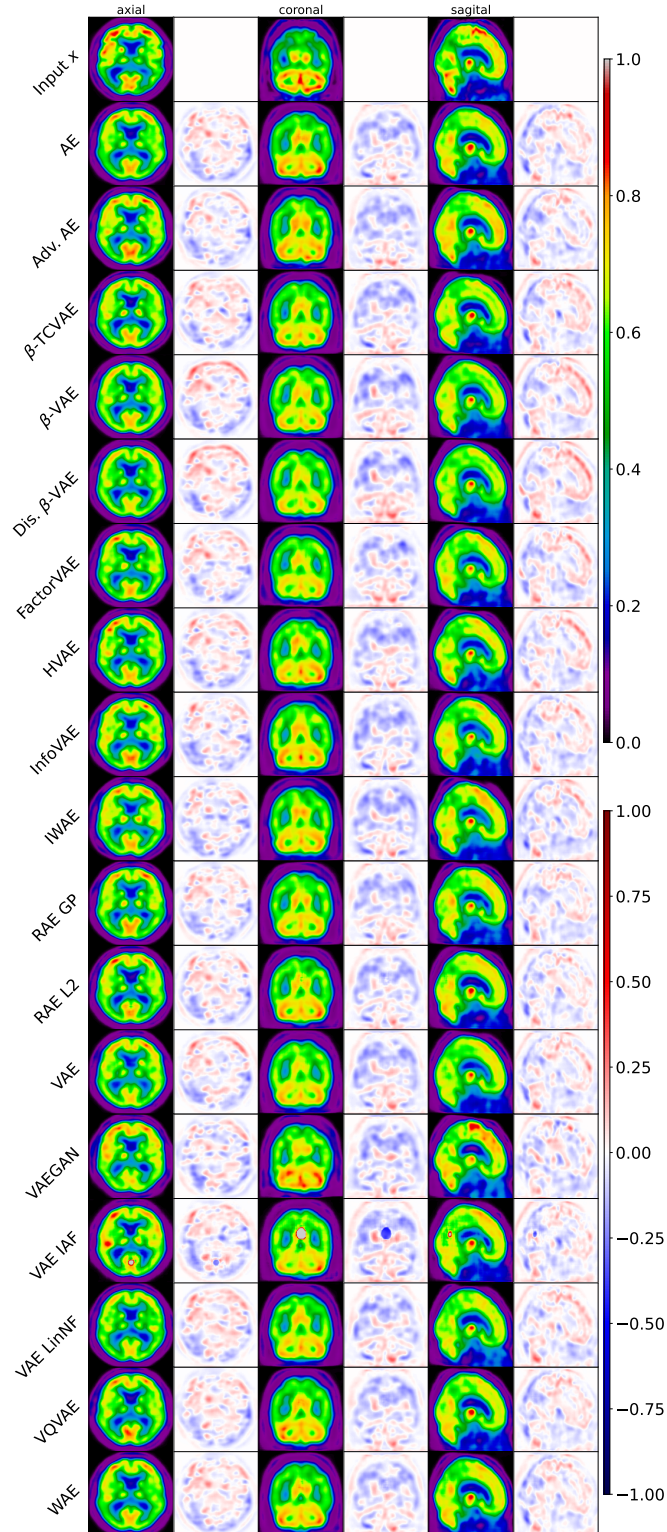 axial coronal sagital
Input x
AE
Adv. AE
β-TCVAE
β-VAE
Dis. β-VAE
FactorVAE
HVAE
InfoVAE
IWAE
RAE GP
RAE L2
VAE
VAEGAN
VAE IAF
VAE LinNF
VQVAE
WAE
1.0
0.8
0.6
0.4
0.2
0.0
1.00
0.75
0.50
0.25
0.00
−0.25
−0.50
−0.75
−1.00